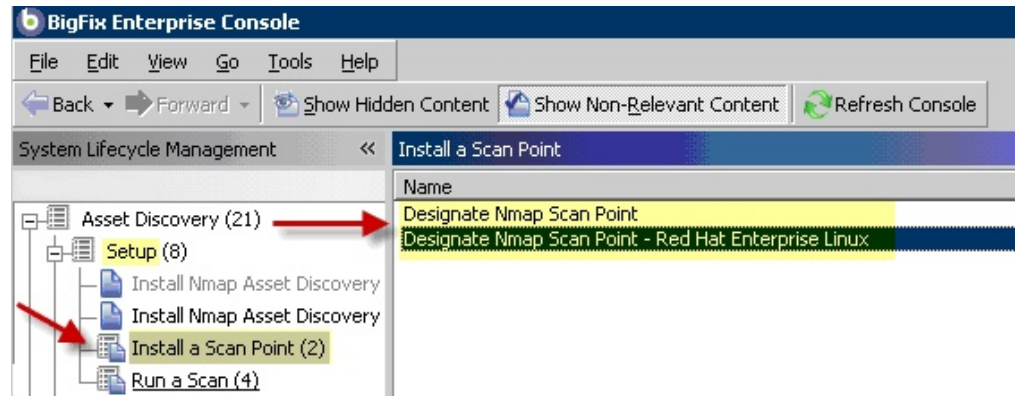 BigFix Enterprise Console
File Edit View Go Tools Help
Back Forward Show Hidden Content Show Non-Relevant Content Refresh Console
System Lifecycle Management « Install a Scan Point
Name
Asset Discovery (21)
Setup (8)
Install Nmap Asset Discovery
Install Nmap Asset Discovery
Install a Scan Point (2)
Run a Scan (4)
Designate Nmap Scan Point
Designate Nmap Scan Point - Red Hat Enterprise Linux